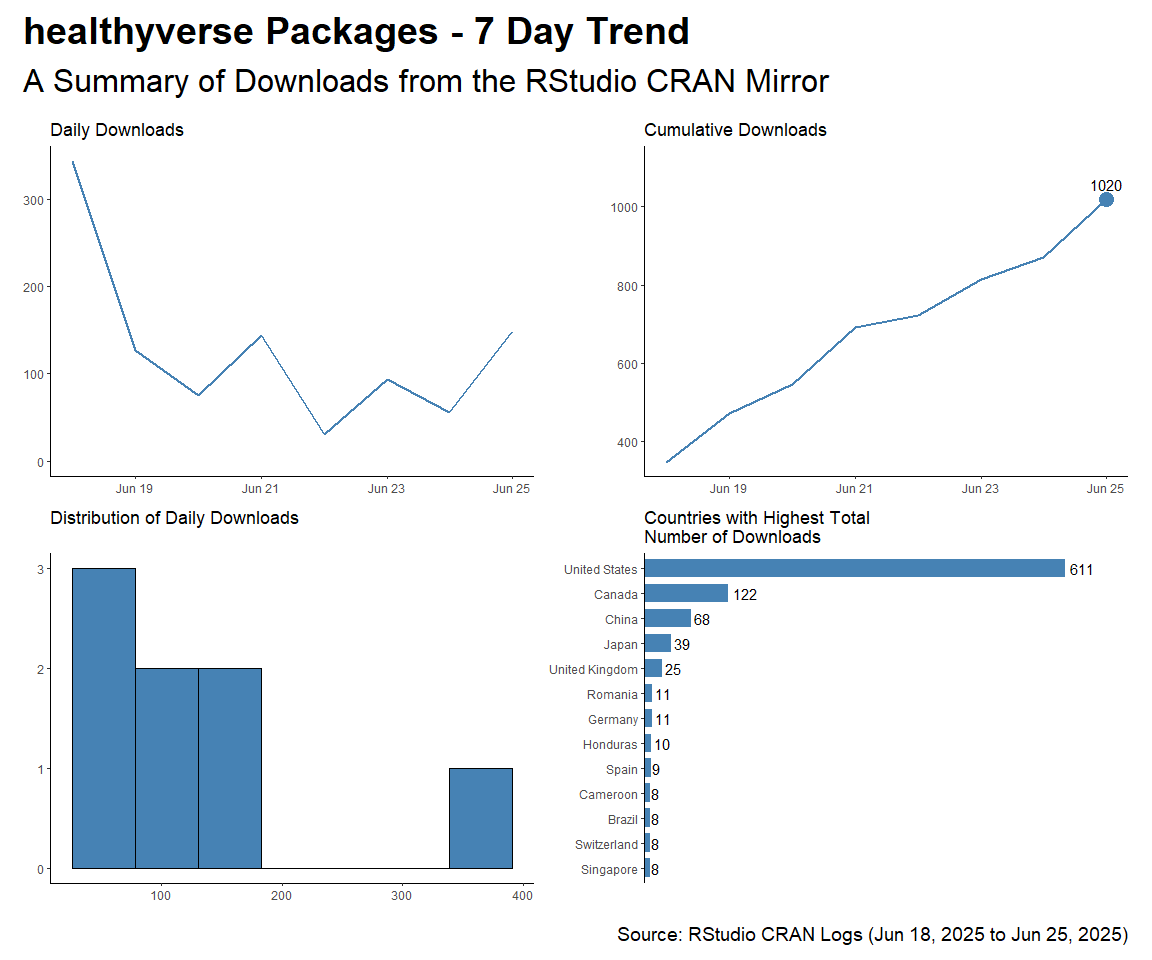 healthyverse Packages - 7 Day Trend
A Summary of Downloads from the RStudio CRAN Mirror
Daily Downloads
300
200
100
0
Jun 19 Jun 21 Jun 23 Jun 25
Cumulative Downloads
1020
1000
800
600
400
Jun 19 Jun 21 Jun 23 Jun 25
Distribution of Daily Downloads
3
2
1
0
100 200 300 400
Countries with Highest Total
Number of Downloads
United States 611
Canada 122
China 68
Japan 39
United Kingdom 25
Romania 11
Germany 11
Honduras 10
Spain 9
Cameroon 8
Brazil 8
Switzerland 8
Singapore 8
Source: RStudio CRAN Logs (Jun 18, 2025 to Jun 25, 2025)